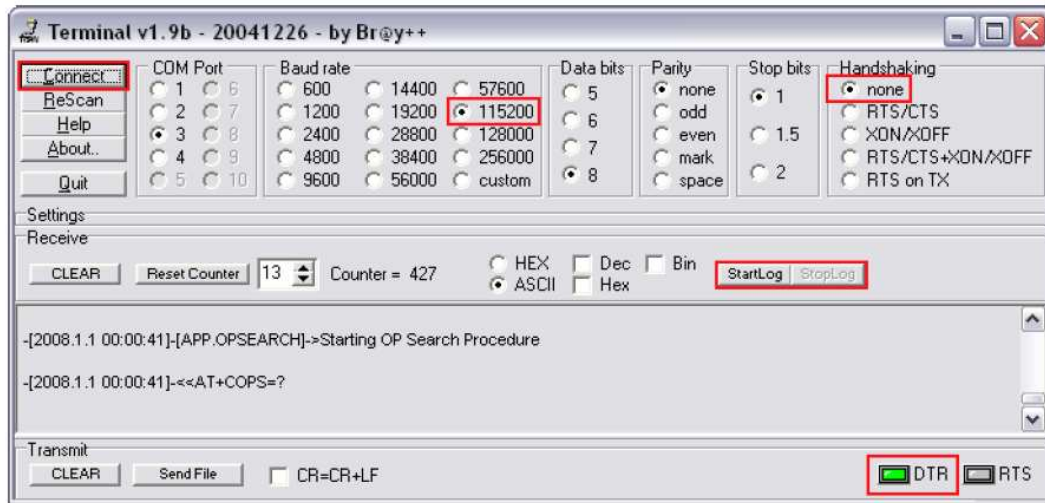 Terminal v1.9b - 20041226 - by Br@y++
Connect
ReScan
Help
About..
Quit
COM Port
1 6
2 7
3 8
4 9
5 10
Baud rate
600 14400 57600
1200 19200 115200
2400 28800 128000
4800 38400 256000
9600 56000 custom
Data bits
5
6
7
8
Parity
none
odd
even
mark
space
Stop bits
1
1.5
2
Handshaking
none
RTS/CTS
XON/XOFF
RTS/CTS+XON/XOFF
RTS on TX
Settings
Receive
CLEAR Reset Counter 13 Counter = 427 HEX Dec Bin StartLog StopLog
ASCII Hex
-[2008.1.1 00:00:41]-[APP.OPSEARCH]->Starting OP Search Procedure
-[2008.1.1 00:00:41]-<<AT+COPS=?
Transmit
CLEAR Send File CR=CR+LF DTR RTS